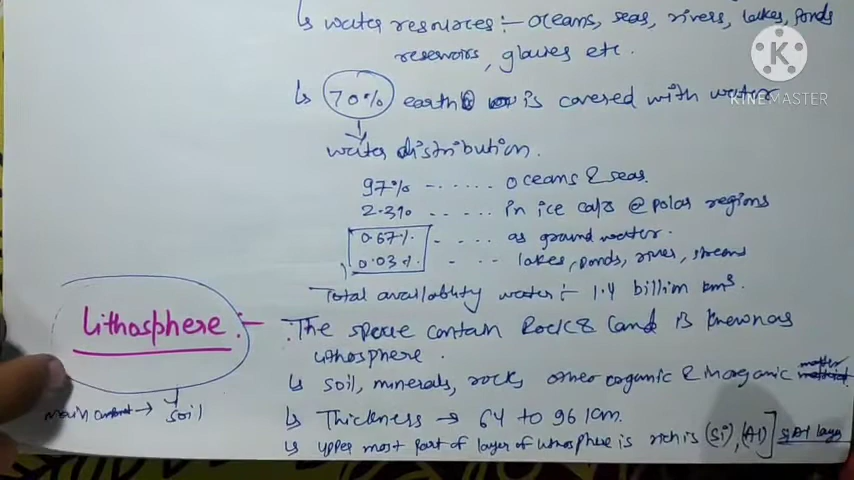 ↳ water resources :- oceans, seas, rivers, lakes, ponds
reservoirs, glaciers etc.
KINEMASTER
↳ 70% earth is covered with water
water distribution.
97% ------ oceans & seas.
2.3% ----- in ice caps @ polar regions
0.67% ---- as ground water.
0.03%. ---- lakes, ponds, rivers, streams
Total availability water :- 1.4 billion kms.
Lithosphere :- The space contain Rock & land is known as
lithosphere.
↳ soil, minerals, rocks other organic & inorganic matter
main → soil
↳ Thickness → 64 to 96 km.
↳ upper most part of layer of lithosphere is rich is (Si), (Al)] SiAl layer